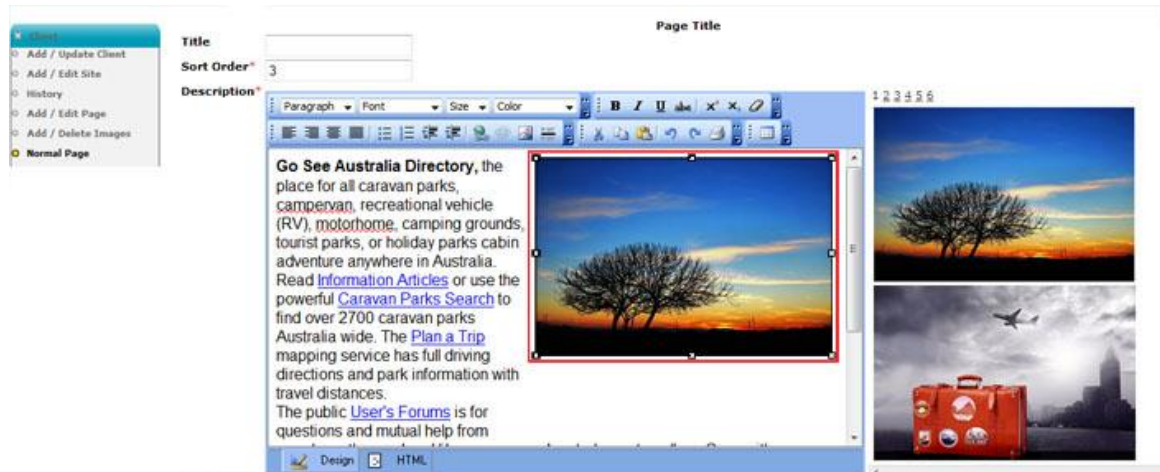 Page Title
Client
Add / Update Client
Add / Edit Site
History
Add / Edit Page
Add / Delete Images
Normal Page
Title
Sort Order* 3
Description*
Paragraph Font Size Color B I U abc x² x₂
Go See Australia Directory, the
place for all caravan parks,
campervan, recreational vehicle
(RV), motorhome, camping grounds,
tourist parks, or holiday parks cabin
adventure anywhere in Australia.
Read Information Articles or use the
powerful Caravan Parks Search to
find over 2700 caravan parks
Australia wide. The Plan a Trip
mapping service has full driving
directions and park information with
travel distances.
The public User's Forums is for
questions and mutual help from
Design HTML
1 2 3 4 5 6